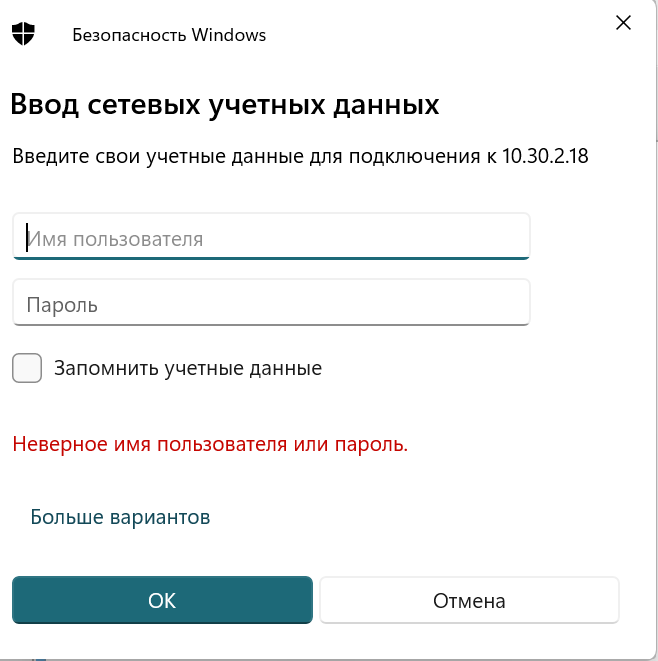 Безопасность Windows
Ввод сетевых учетных данных
Введите свои учетные данные для подключения к 10.30.2.18
Имя пользователя
Пароль
Запомнить учетные данные
Неверное имя пользователя или пароль.
Больше вариантов
ОК
Отмена